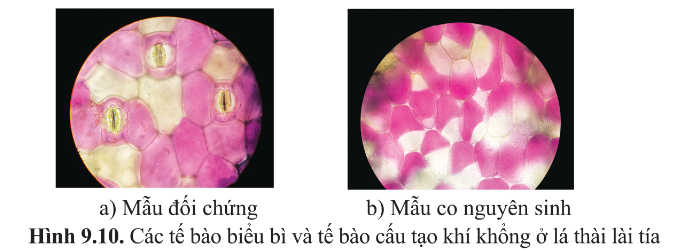 a) Mẫu đối chứng
b) Mẫu co nguyên sinh
Hình 9.10. Các tế bào biểu bì và tế bào cấu tạo khí khổng ở lá thài lài tía